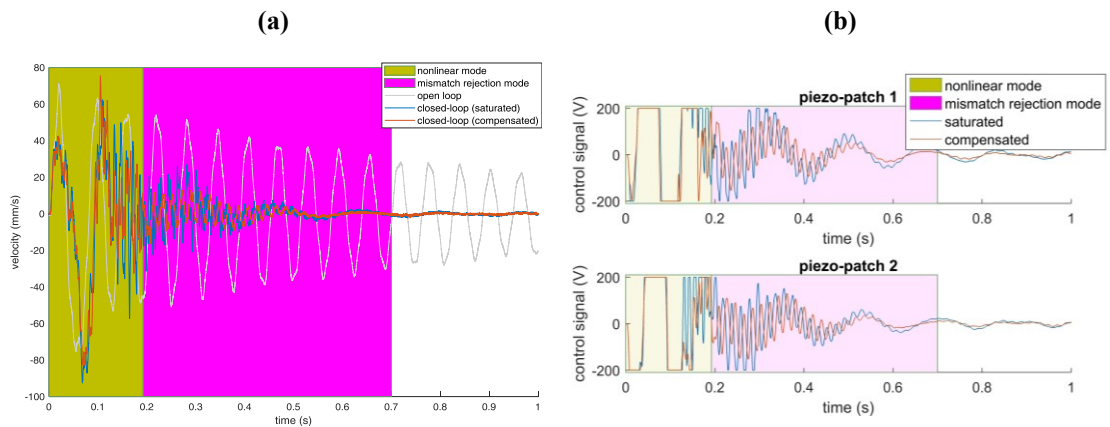 (a)
80
60
40
20
0
-20
-40
-60
-80
-100
velocity (mm/s)
0 0.1 0.2 0.3 0.4 0.5 0.6 0.7 0.8 0.9 1
time (s)
nonlinear mode
mismatch rejection mode
open loop
closed-loop (saturated)
closed-loop (compensated)
(b)
nonlinear mode
mismatch rejection mode
saturated
compensated
piezo-patch 1
control signal (V)
200
0
-200
0 0.2 0.4 0.6 0.8 1
time (s)
piezo-patch 2
control signal (V)
200
0
-200
0 0.2 0.4 0.6 0.8 1
time (s)